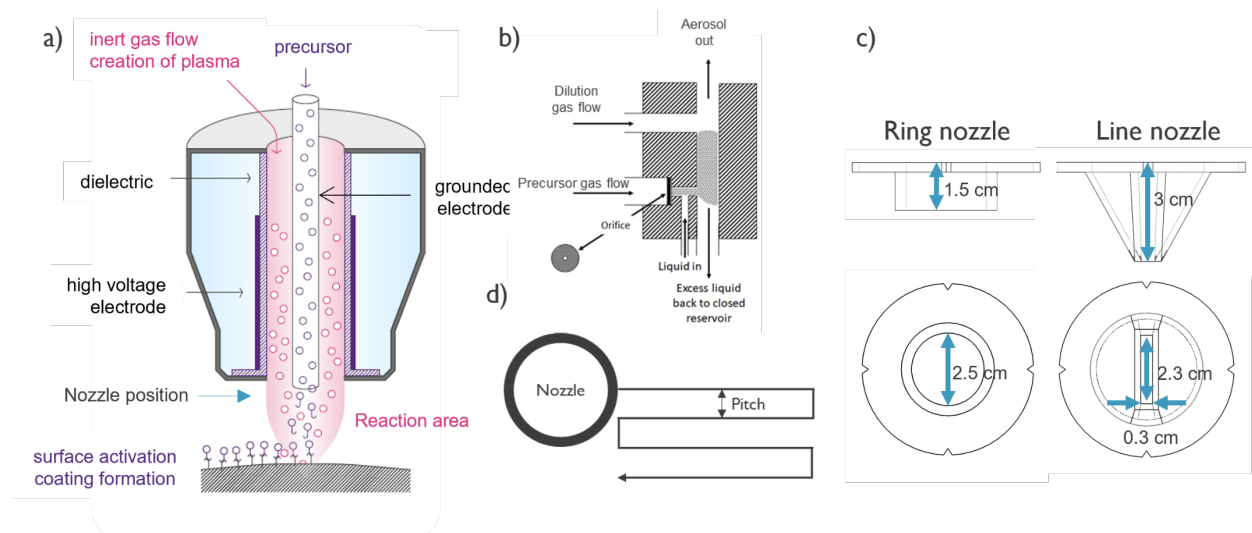 a)
inert gas flow
creation of plasma
precursor
dielectric
grounded
electrode
high voltage
electrode
Nozzle position
Reaction area
surface activation
coating formation
b)
Aerosol
out
Dilution
gas flow
Precursor gas flow
Orifice
Liquid in
Excess liquid
back to closed
reservoir
c)
Ring nozzle
Line nozzle
1.5 cm
3 cm
2.5 cm
2.3 cm
0.3 cm
d)
Nozzle
Pitch